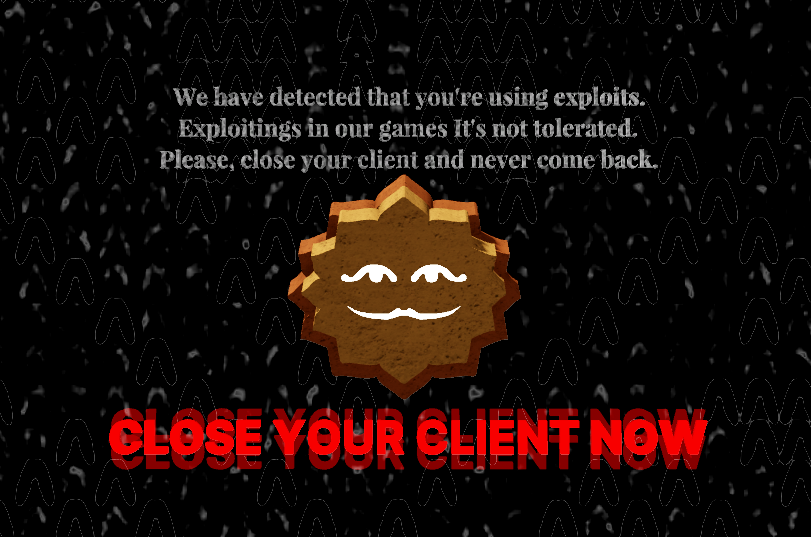 We have detected that you're using exploits.
Exploitings in our games It's not tolerated.
Please, close your client and never come back.
CLOSE YOUR CLIENT NOW